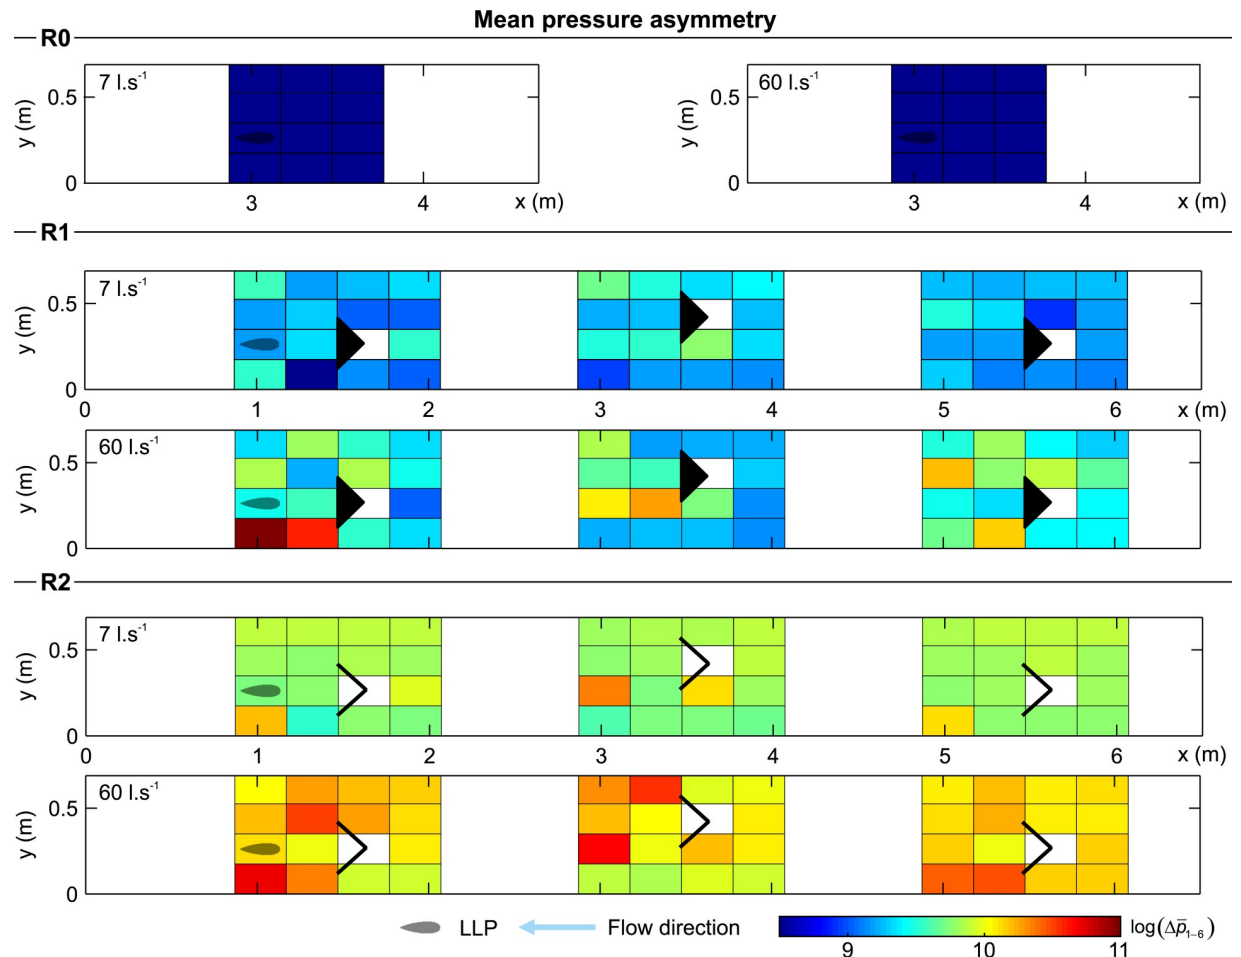 Mean pressure asymmetry
R0
7 l.s⁻¹
60 l.s⁻¹
y (m)
0.5
0
3
4
x (m)
y (m)
0.5
0
3
4
x (m)
R1
7 l.s⁻¹
y (m)
0.5
0
0
1
2
3
4
5
6
x (m)
60 l.s⁻¹
y (m)
0.5
0
R2
7 l.s⁻¹
y (m)
0.5
0
0
1
2
3
4
5
6
x (m)
60 l.s⁻¹
y (m)
0.5
0
LLP
Flow direction
9
10
11
log(Δp̅₁₋₆)